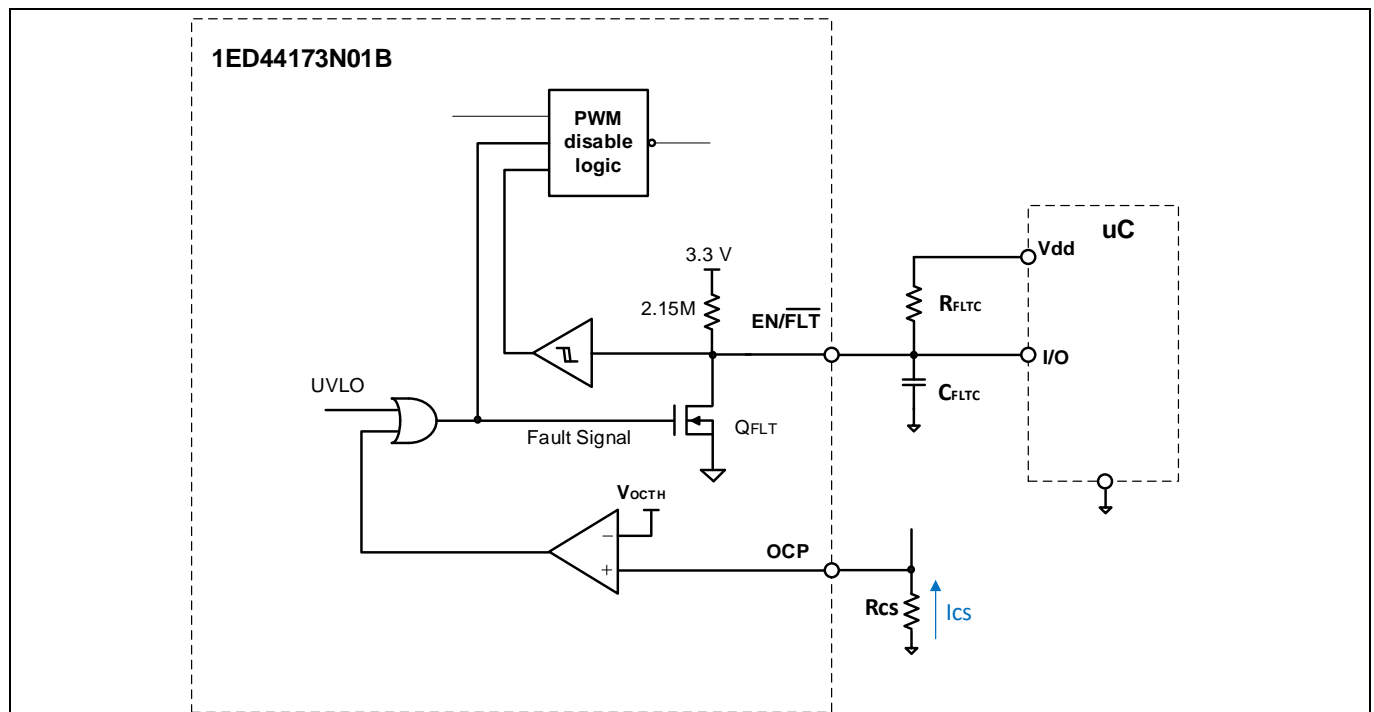 1ED44173N01B
PWM
disable
logic
uC
Vdd
3.3 V
2.15M
RFLTC
EN/FLT
I/O
CFLTC
UVLO
Fault Signal
QFLT
VOCTH
−
+
OCP
Rcs
Ics